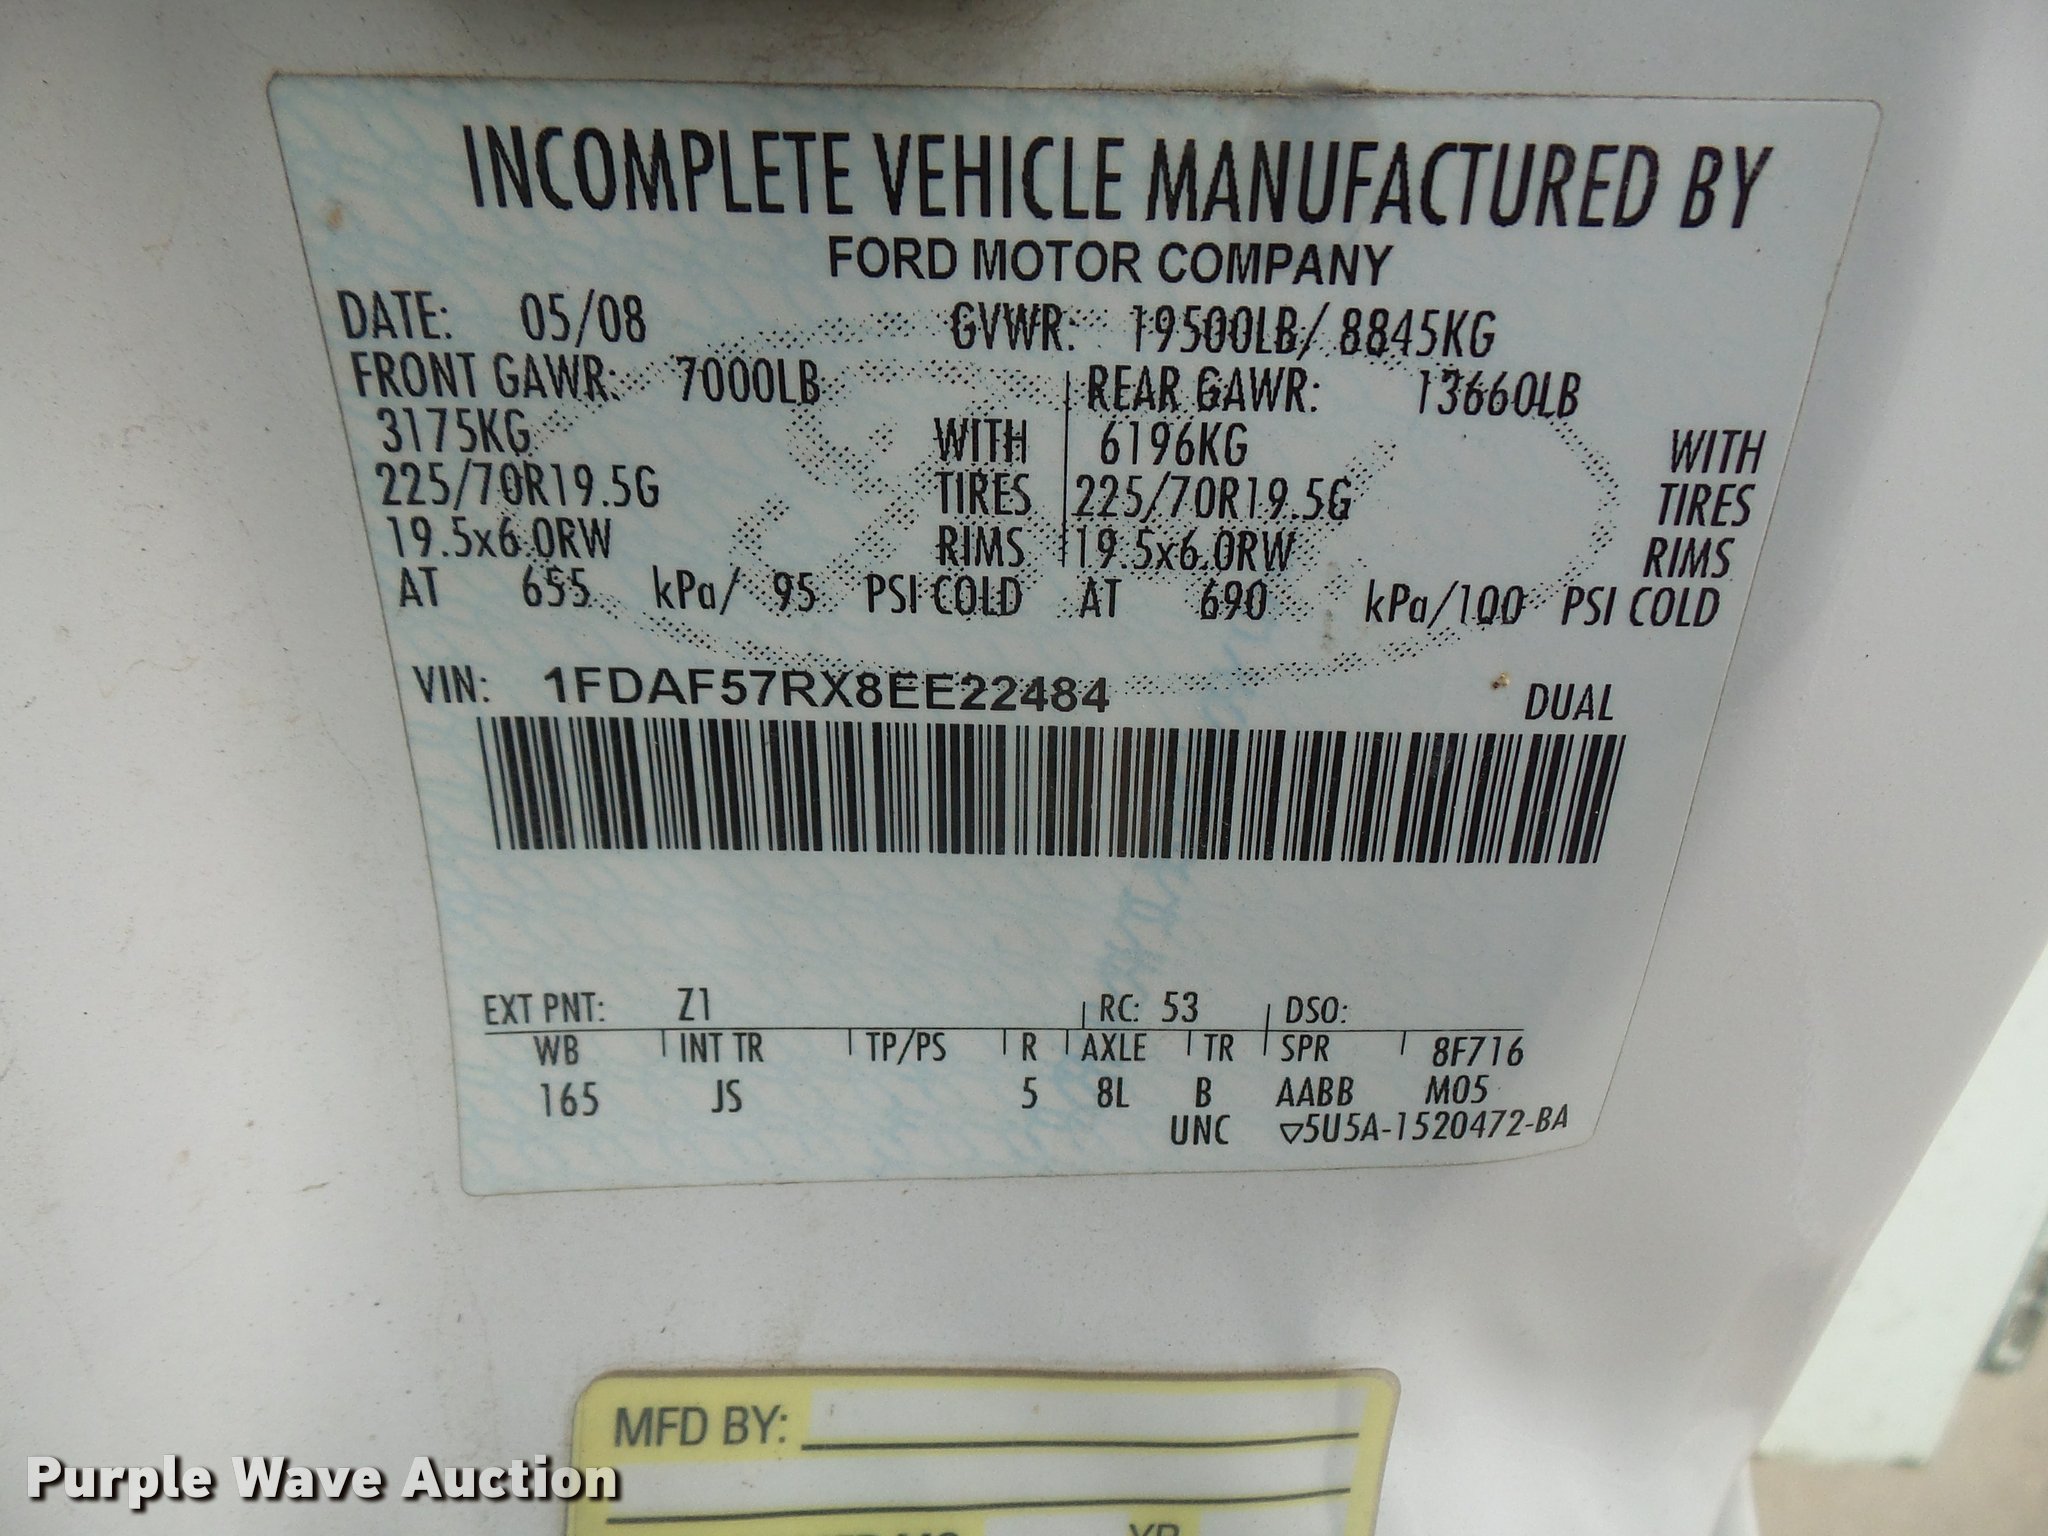 INCOMPLETE VEHICLE MANUFACTURED BY
FORD MOTOR COMPANY
DATE: 05/08 GVWR: 19500LB/ 8845KG
FRONT GAWR: 7000LB REAR GAWR: 13660LB
3175KG WITH 6196KG WITH
225/70R19.5G TIRES 225/70R19.5G TIRES
19.5x6.0RW RIMS 19.5x6.0RW RIMS
AT 655 kPa/ 95 PSI COLD AT 690 kPa/100 PSI COLD
VIN: 1FDAF57RX8EE22484 DUAL
EXT PNT: Z1 RC: 53 DSO:
WB INT TR TP/PS R AXLE TR SPR 8F716
165 JS 5 8L B AABB M05
UNC ▽5U5A-1520472-BA
MFD BY:
Purple Wave Auction